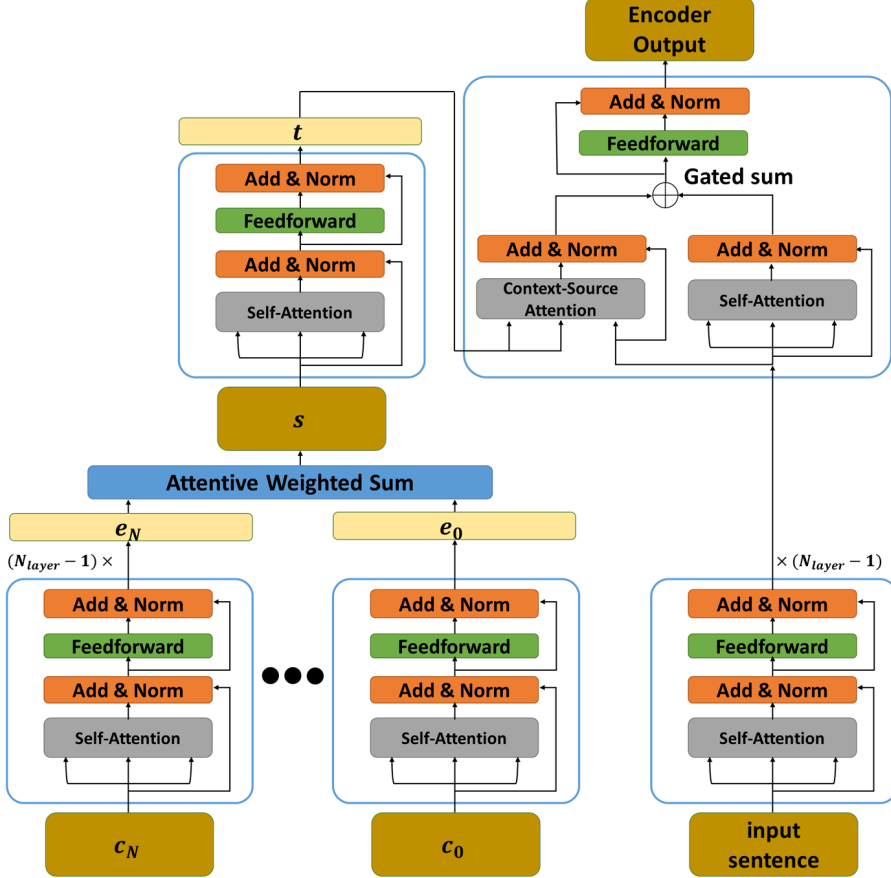 Encoder
Output
Add & Norm
Feedforward
Gated sum
Add & Norm
Context-Source
Attention
Add & Norm
Self-Attention
t
Add & Norm
Feedforward
Add & Norm
Self-Attention
s
Attentive Weighted Sum
e_N
e_0
(N_layer − 1) ×
× (N_layer − 1)
Add & Norm
Feedforward
Add & Norm
Self-Attention
c_N
Add & Norm
Feedforward
Add & Norm
Self-Attention
c_0
Add & Norm
Feedforward
Add & Norm
Self-Attention
input
sentence